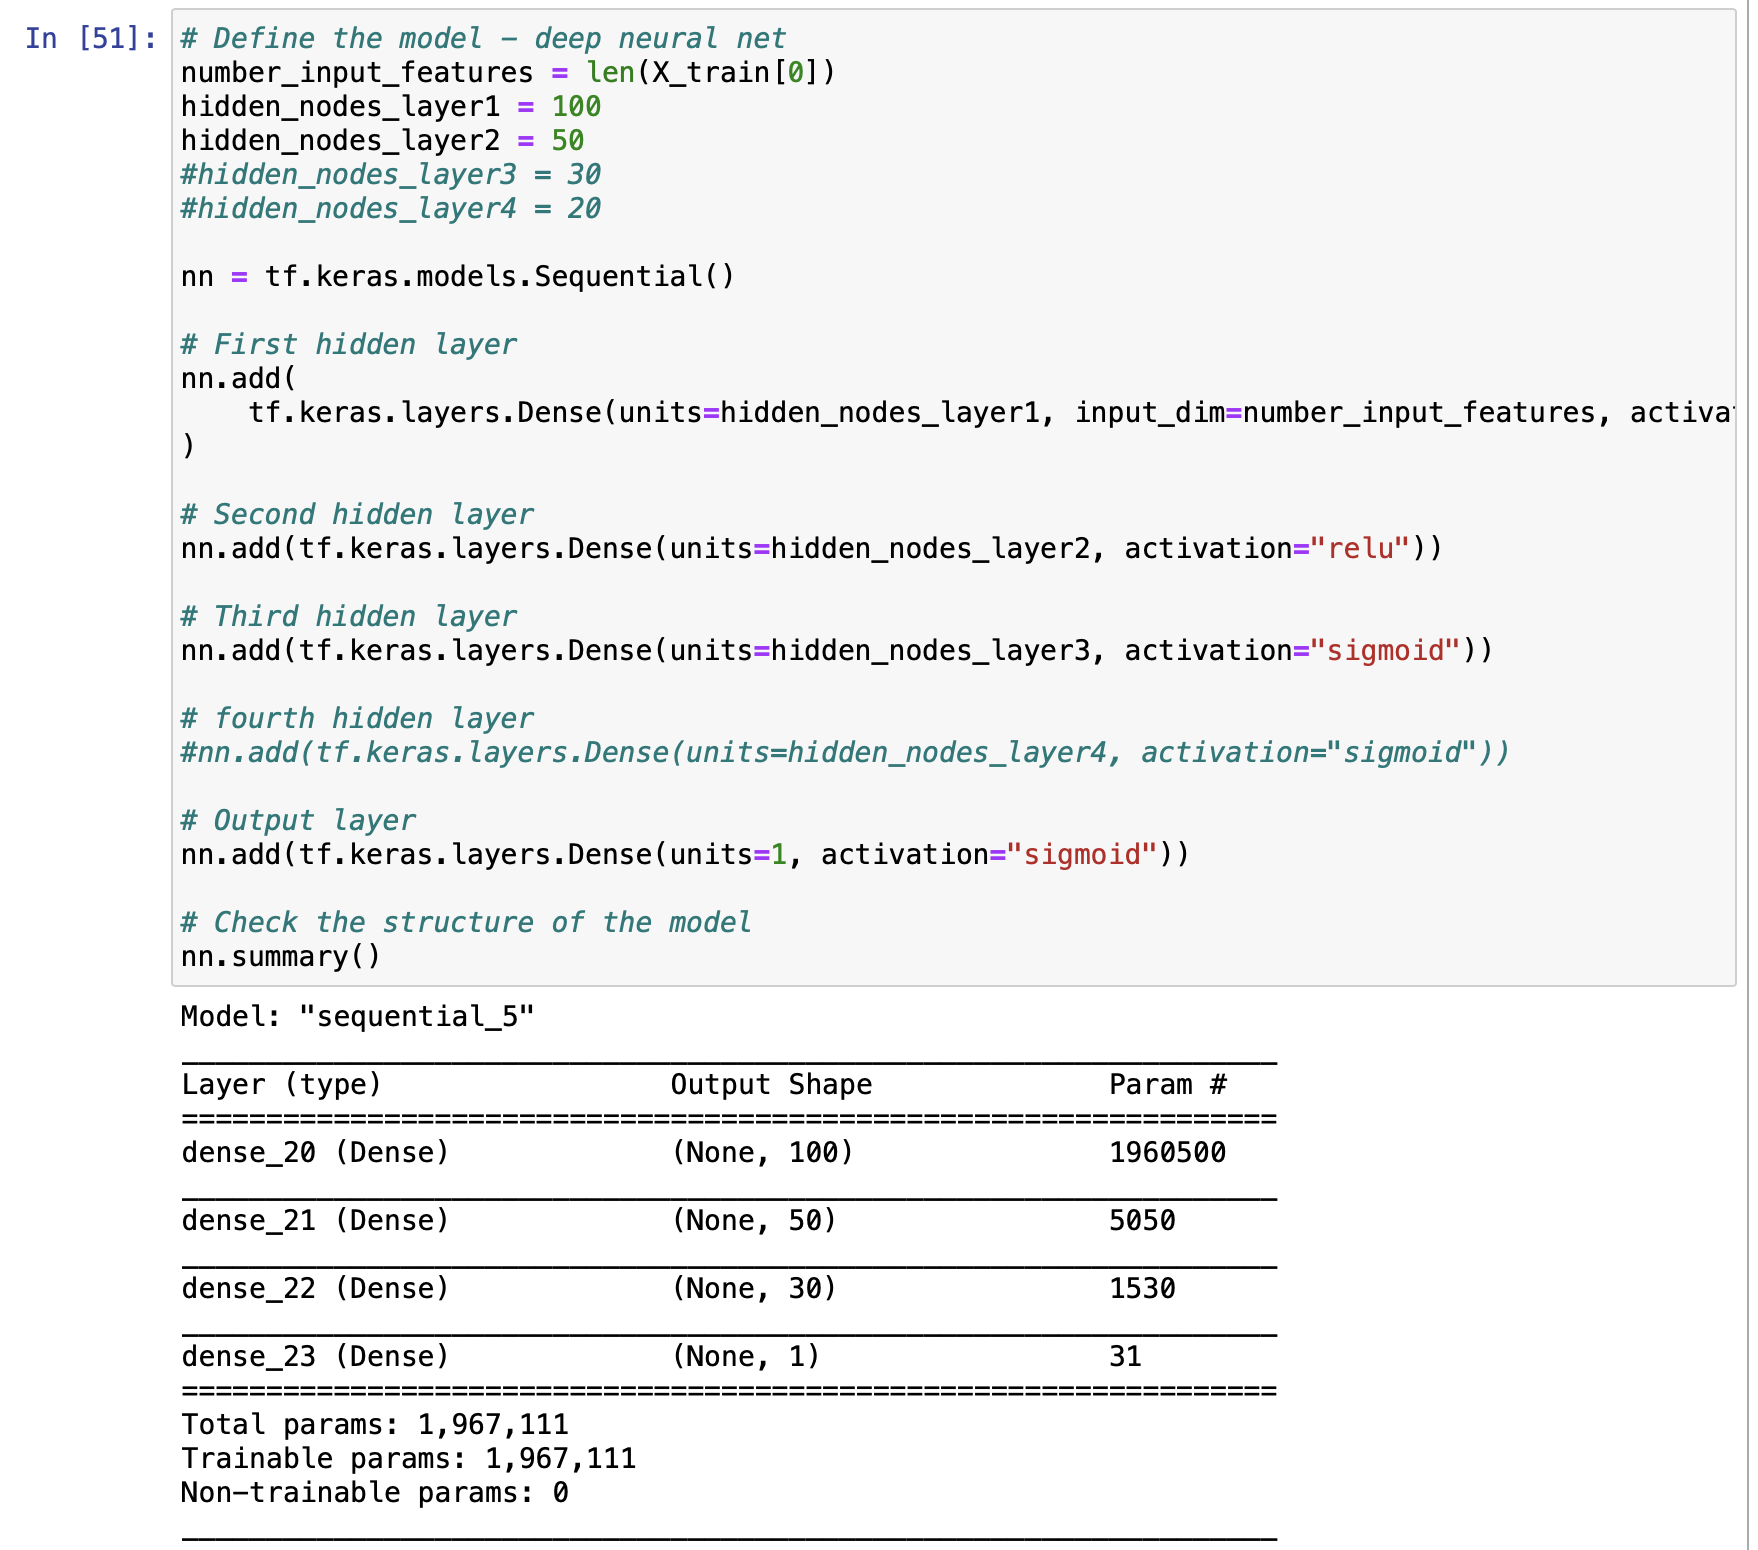 In [51]:
# Define the model - deep neural net
number_input_features = len(X_train[0])
hidden_nodes_layer1 = 100
hidden_nodes_layer2 = 50
#hidden_nodes_layer3 = 30
#hidden_nodes_layer4 = 20
nn = tf.keras.models.Sequential()
# First hidden layer
nn.add(
    tf.keras.layers.Dense(units=hidden_nodes_layer1, input_dim=number_input_features, activa
)
# Second hidden layer
nn.add(tf.keras.layers.Dense(units=hidden_nodes_layer2, activation="relu"))
# Third hidden layer
nn.add(tf.keras.layers.Dense(units=hidden_nodes_layer3, activation="sigmoid"))
# fourth hidden layer
#nn.add(tf.keras.layers.Dense(units=hidden_nodes_layer4, activation="sigmoid"))
# Output layer
nn.add(tf.keras.layers.Dense(units=1, activation="sigmoid"))
# Check the structure of the model
nn.summary()
Model: "sequential_5"
Layer (type) Output Shape Param #
dense_20 (Dense) (None, 100) 1960500
dense_21 (Dense) (None, 50) 5050
dense_22 (Dense) (None, 30) 1530
dense_23 (Dense) (None, 1) 31
Total params: 1,967,111
Trainable params: 1,967,111
Non-trainable params: 0